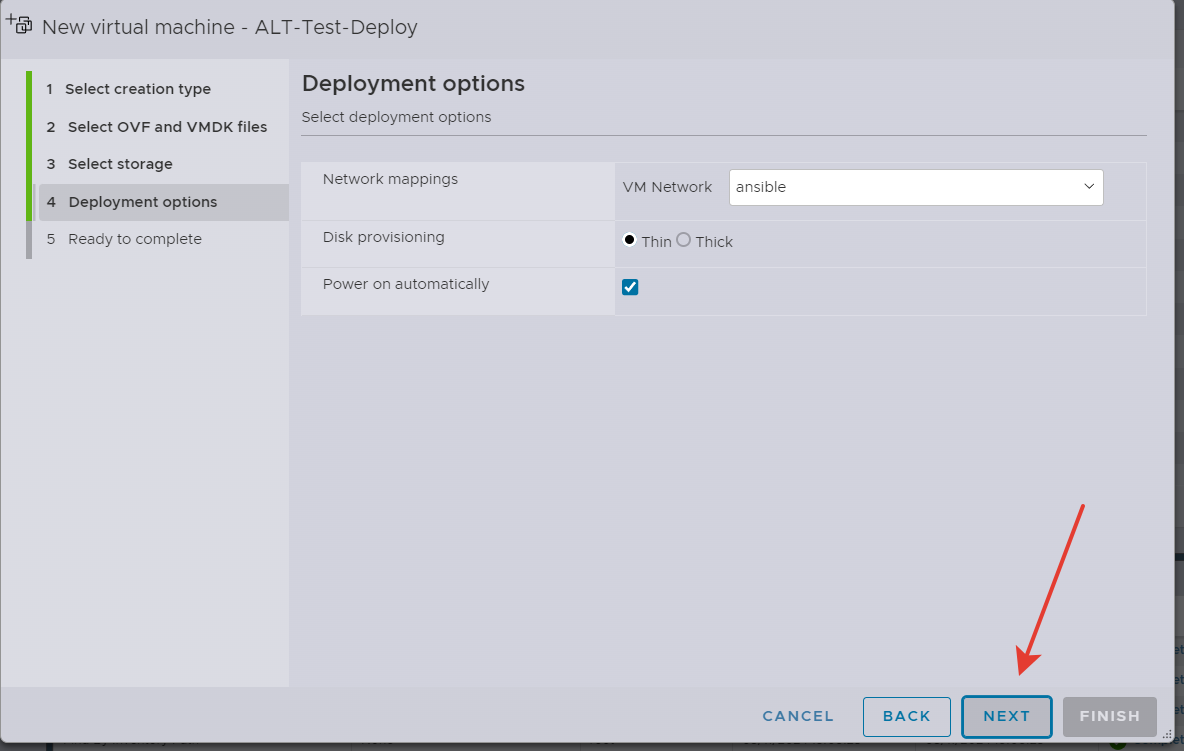 New virtual machine - ALT-Test-Deploy
1 Select creation type
2 Select OVF and VMDK files
3 Select storage
4 Deployment options
5 Ready to complete
Deployment options
Select deployment options
Network mappings
VM Network ansible
Disk provisioning
Thin Thick
Power on automatically
CANCEL BACK NEXT FINISH